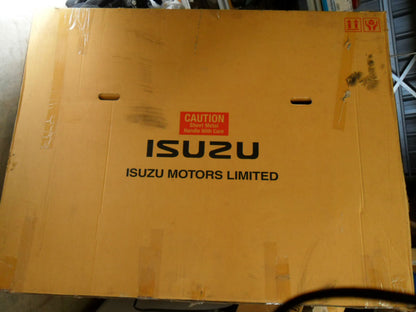 CAUTION
Sheet Metal
Handle With Care
ISUZU
ISUZU MOTORS LIMITED